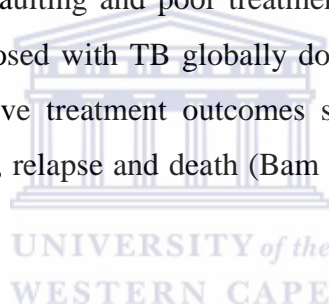 aulting and poor treatment
osed with TB globally do
ve treatment outcomes s
, relapse and death (Bam
UNIVERSITY of the
WESTERN CAPE